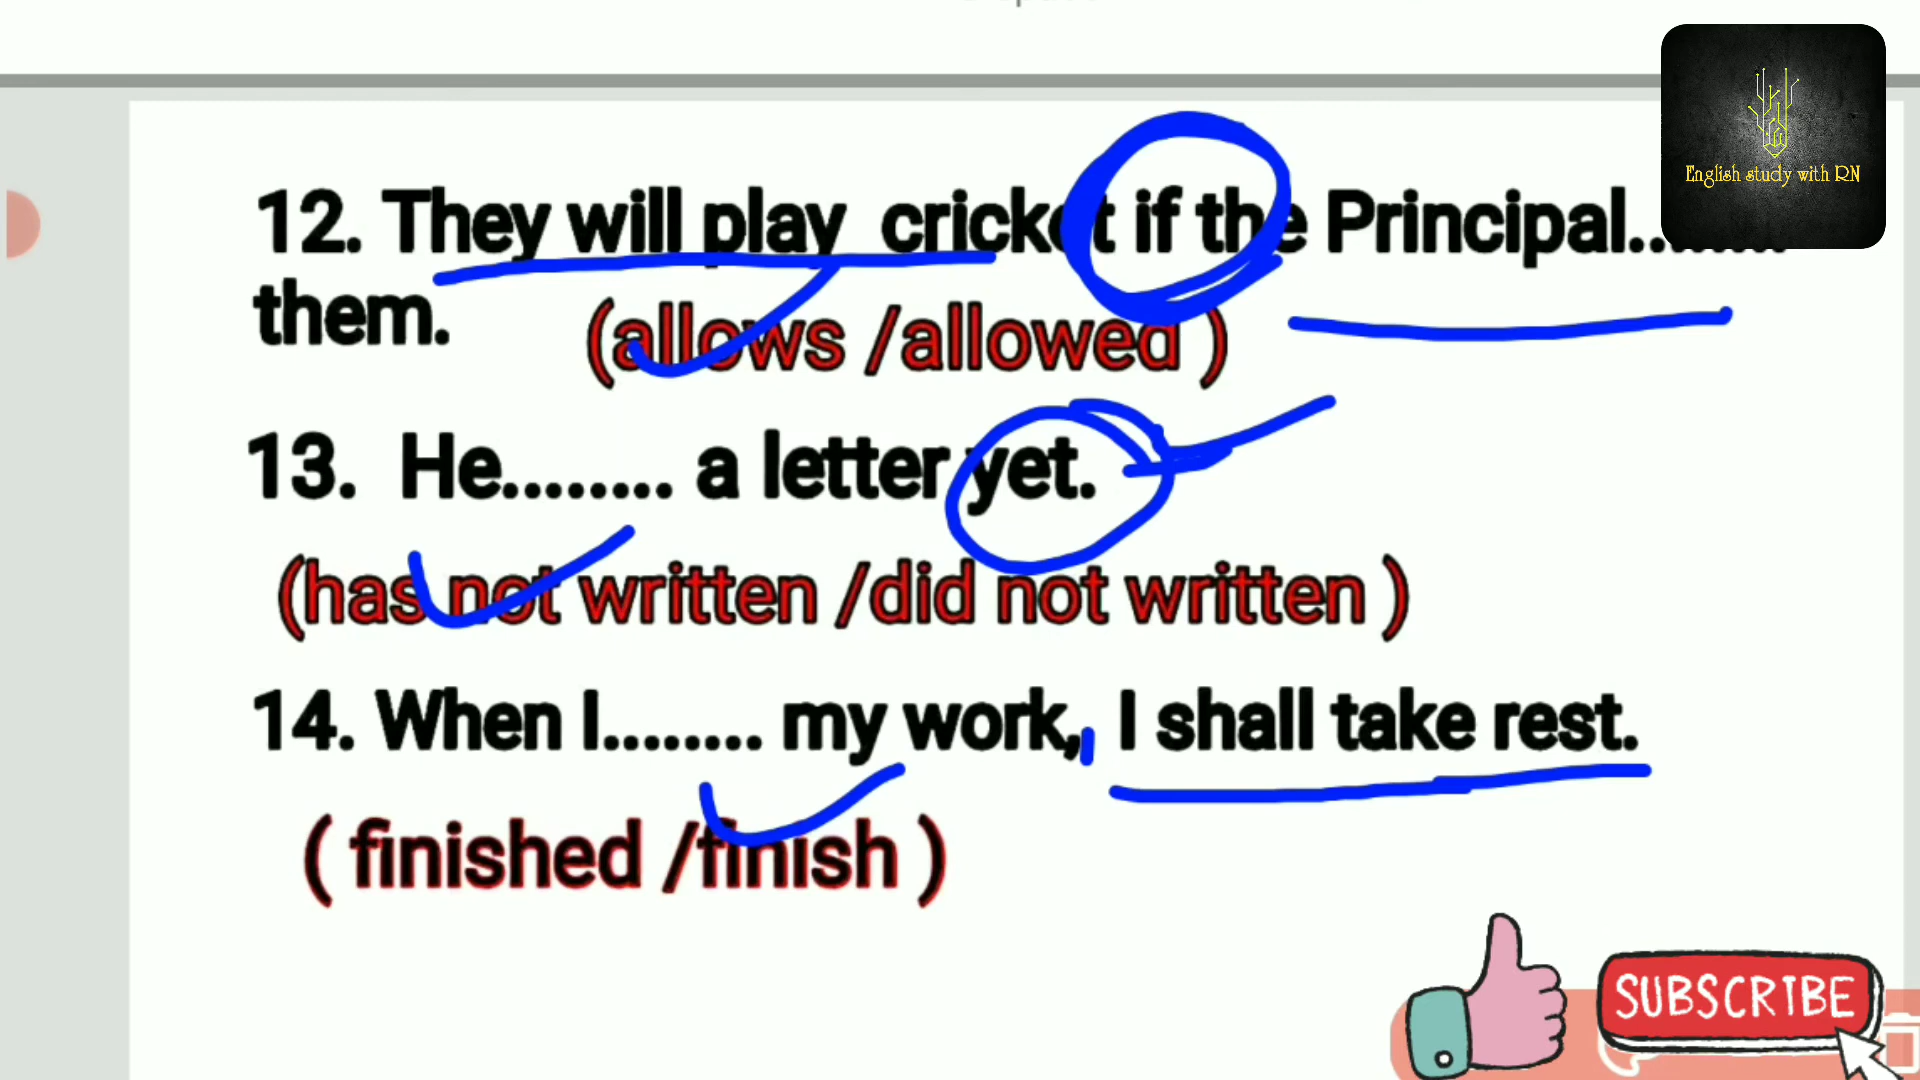 English study with RN
12. They will play cricket if the Principal.........
them. (allows /allowed )
13. He........ a letter yet.
(has not written /did not written )
14. When I........ my work, I shall take rest.
( finished /finish )
SUBSCRIBE